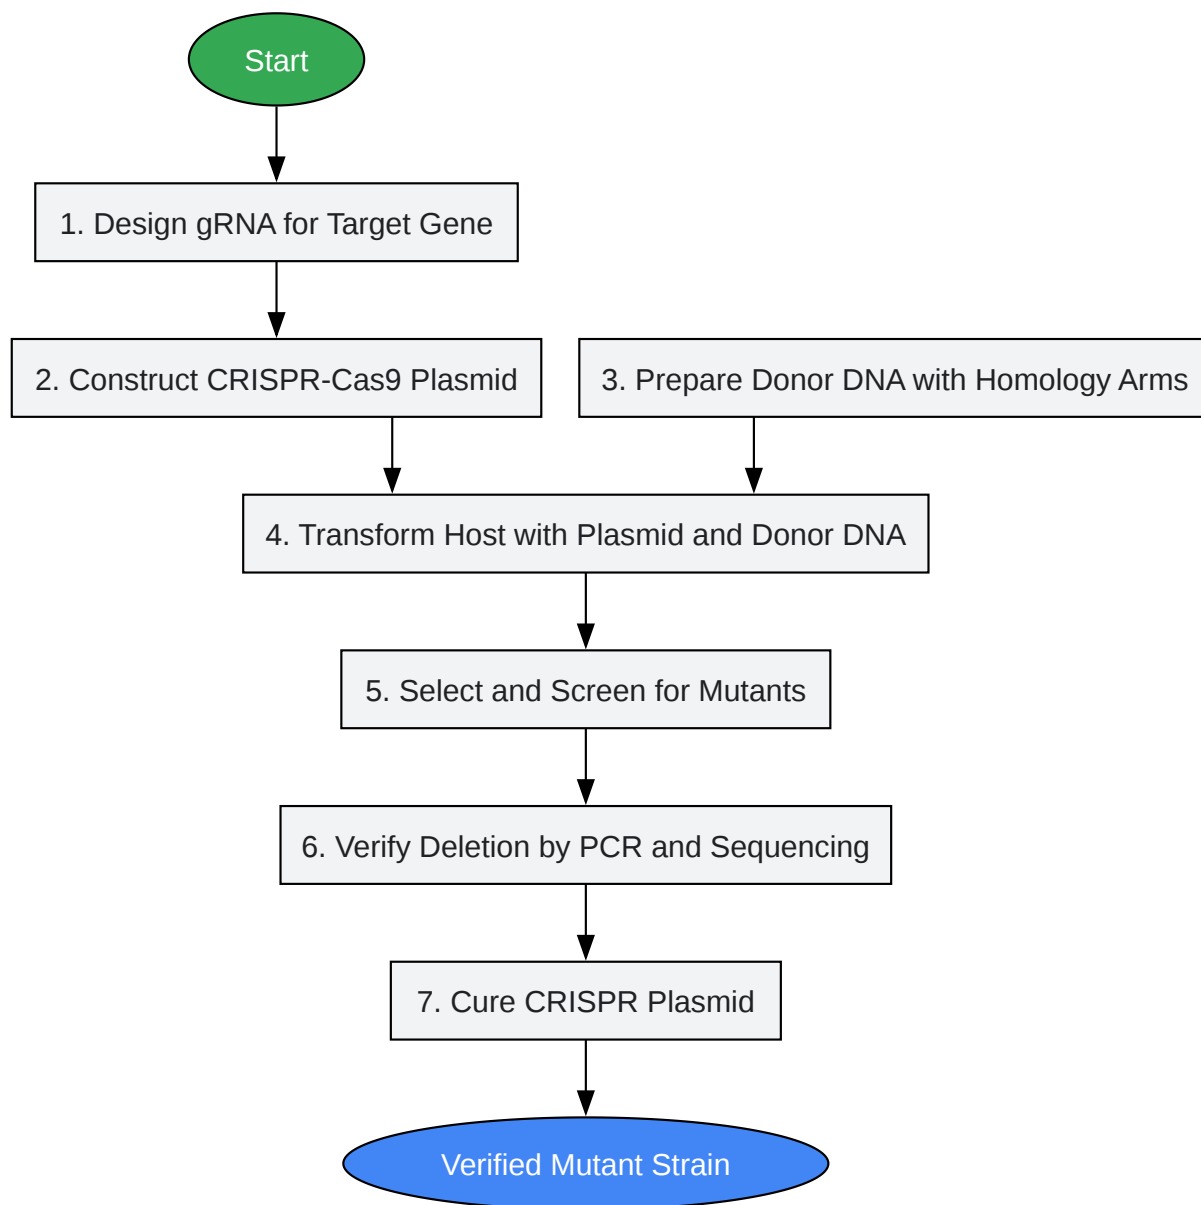 Start
1. Design gRNA for Target Gene
2. Construct CRISPR-Cas9 Plasmid
3. Prepare Donor DNA with Homology Arms
4. Transform Host with Plasmid and Donor DNA
5. Select and Screen for Mutants
6. Verify Deletion by PCR and Sequencing
7. Cure CRISPR Plasmid
Verified Mutant Strain